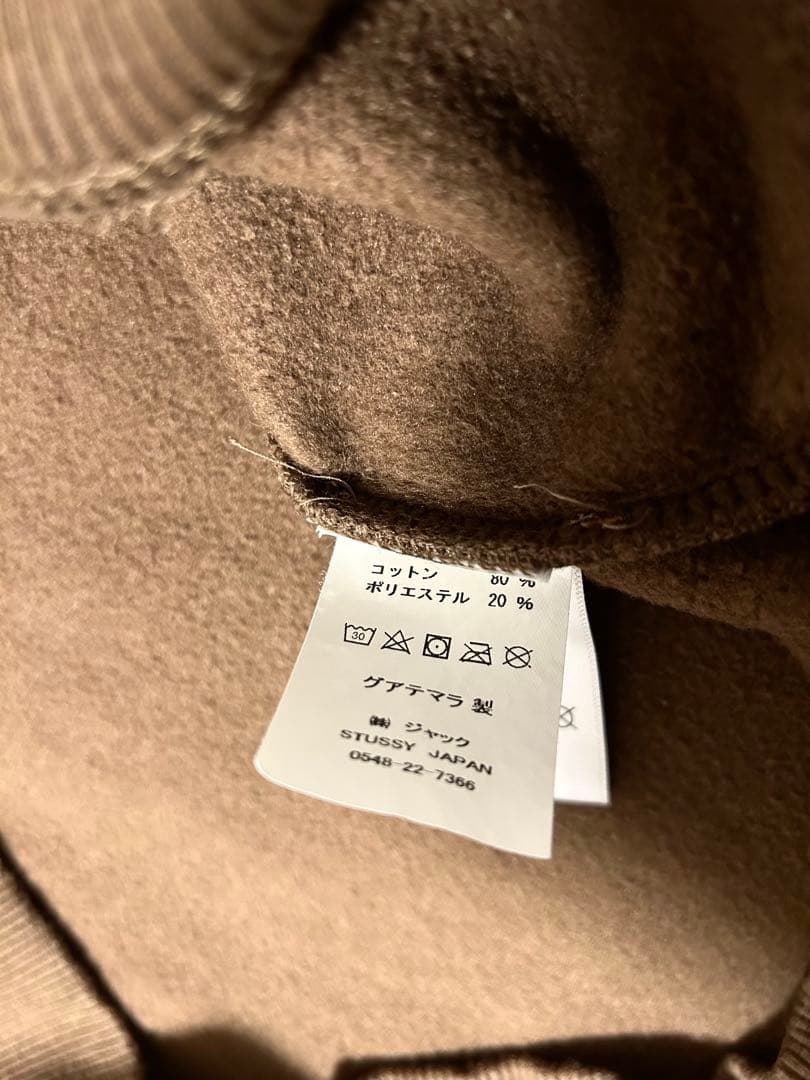 コットン 80 %
ポリエステル 20 %
30
グアテマラ 製
㈱ ジャック
STUSSY JAPAN
0548-22-7366